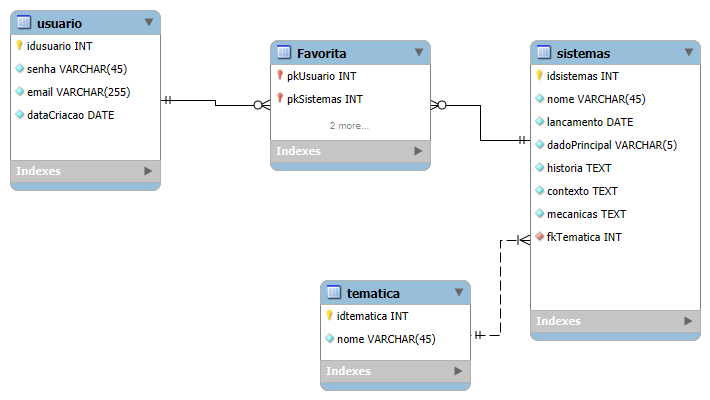 usuario
idusuario INT
senha VARCHAR(45)
email VARCHAR(255)
dataCriacao DATE
Indexes
Favorita
pkUsuario INT
pkSistemas INT
2 more...
Indexes
sistemas
idsistemas INT
nome VARCHAR(45)
lancamento DATE
dadoPrincipal VARCHAR(5)
historia TEXT
contexto TEXT
mecanicas TEXT
fkTematica INT
Indexes
tematica
idtematica INT
nome VARCHAR(45)
Indexes